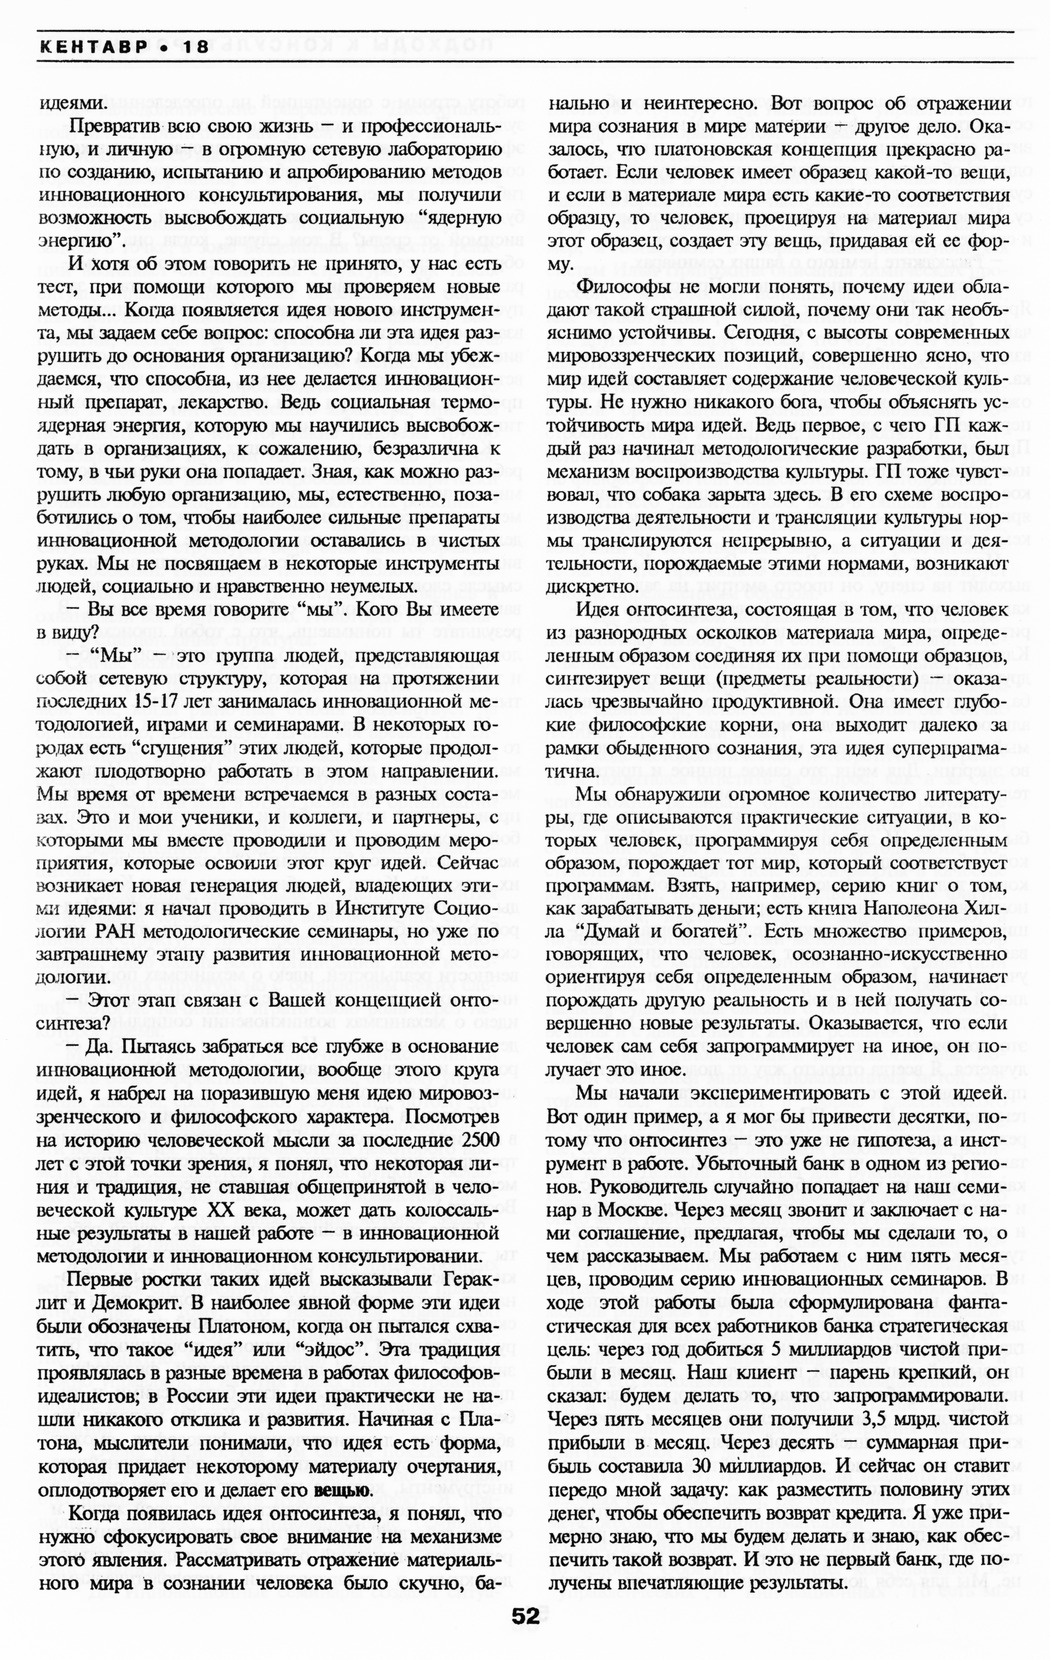 КЕНТАВР • 18
идеями.
Превратив всю свою жизнь — и профессиональ-
ную, и личную — в огромную сетевую лабораторию
по созданию, испытанию и апробированию методов
инновационного консультирования, мы получили
возможность высвобождать социальную “ядерную
энергию”.
И хотя об этом говорить не принято, у нас есть
тест, при помощи которого мы проверяем новые
методы... Когда появляется идея нового инструмен-
та, мы задаем себе вопрос: способна ли эта идея раз-
рушить до основания организацию? Когда мы убеж-
даемся, что способна, из нее делается инновацион-
ный препарат, лекарство. Ведь социальная термо-
ядерная энергия, которую мы научились высвобож-
дать в организациях, к сожалению, безразлична к
тому, в чьи руки она попадает. Зная, как можно раз-
рушить любую организацию, мы, естественно, поза-
ботились о том, чтобы наиболее сильные препараты
инновационной методологии оставались в чистых
руках. Мы не посвящаем в некоторые инструменты
людей, социально и нравственно неумелых.
— Вы все время говорите “мы”. Кого Вы имеете
в виду?
— “Мы” — это группа людей, представляющая
собой сетевую структуру, которая на протяжении
последних 15-17 лет занималась инновационной ме-
тодологией, играми и семинарами. В некоторых го-
родах есть “сгущения” этих людей, которые продол-
жают плодотворно работать в этом направлении.
Мы время от времени встречаемся в разных соста-
вах. Это и мои ученики, и коллеги, и партнеры, с
которыми мы вместе проводили и проводим меро-
приятия, которые освоили этот круг идей. Сейчас
возникает новая генерация людей, владеющих эти-
ми идеями: я начал проводить в Институте Социо-
логии РАН методологические семинары, но уже по
завтрашнему этапу развития инновационной мето-
дологии.
— Этот этап связан с Вашей концепцией онто-
синтеза?
— Да. Пытаясь забраться все глубже в основание
инновационной методологии, вообще этого круга
идей, я набрел на поразившую меня идею мировоз-
зренческого и философского характера. Посмотрев
на историю человеческой мысли за последние 2500
лет с этой точки зрения, я понял, что некоторая ли-
ния и традиция, не ставшая общепринятой в чело-
веческой культуре XX века, может дать колоссаль-
ные результаты в нашей работе — в инновационной
методологии и инновационном консультировании.
Первые ростки таких идей высказывали Герак-
лит и Демокрит. В наиболее явной форме эти идеи
были обозначены Платоном, когда он пытался схва-
тить, что такое “идея” или “эйдос”. Эта традиция
проявлялась в разные времена в работах философов-
идеалистов; в России эти идеи практически не на-
шли никакого отклика и развития. Начиная с Пла-
тона, мыслители понимали, что идея есть форма,
которая придает некоторому материалу очертания,
оплодотворяет его и делает его вещью.
Когда появилась идея онтосинтеза, я понял, что
нужно сфокусировать свое внимание на механизме
этого явления. Рассматривать отражение материаль-
ного мира в сознании человека было скучно, ба-
нально и неинтересно. Вот вопрос об отражении
мира сознания в мире материи — другое дело. Ока-
залось, что платоновская концепция прекрасно ра-
ботает. Если человек имеет образец какой-то вещи,
и если в материале мира есть какие-то соответствия
образцу, то человек, проецируя на материал мира
этот образец, создает эту вещь, придавая ей ее фор-
му.
Философы не могли понять, почему идеи обла-
дают такой страшной силой, почему они так необъ-
яснимо устойчивы. Сегодня, с высоты современных
мировоззренческих позиций, совершенно ясно, что
мир идей составляет содержание человеческой куль-
туры. Не нужно никакого бога, чтобы объяснять ус-
тойчивость мира идей. Ведь первое, с чего ГП каж-
дый раз начинал методологические разработки, был
механизм воспроизводства культуры. ГП тоже чувст-
вовал, что собака зарыта здесь. В его схеме воспро-
изводства деятельности и трансляции культуры нор-
мы транслируются непрерывно, а ситуации и дея-
тельности, порождаемые этими нормами, возникают
дискретно.
Идея онтосинтеза, состоящая в том, что человек
из разнородных осколков материала мира, опреде-
ленным образом соединяя их при помощи образцов,
синтезирует вещи (предметы реальности) — оказа-
лась чрезвычайно продуктивной. Она имеет глубо-
кие философские корни, она выходит далеко за
рамки обыденного сознания, эта идея суперпрагма-
тична.
Мы обнаружили огромное количество литерату-
ры, где описываются практические ситуации, в ко-
торых человек, программируя себя определенным
образом, порождает тот мир, который соответствует
программам. Взять, например, серию книг о том,
как зарабатывать деньги; есть книга Наполеона Хил-
ла “Думай и богатей”. Есть множество примеров,
говорящих, что человек, осознанно-искусственно
ориентируя себя определенным образом, начинает
порождать другую реальность и в ней получать со-
вершенно новые результаты. Оказывается, что если
человек сам себя запрограммирует на иное, он по-
лучает это иное.
Мы начали экспериментировать с этой идеей.
Вот один пример, а я мог бы привести десятки, по-
тому что онтосинтез — это уже не гипотеза, а инст-
румент в работе. Убыточный банк в одном из регио-
нов. Руководитель случайно попадает на наш семи-
нар в Москве. Через месяц звонит и заключает с на-
ми соглашение, предлагая, чтобы мы сделали то, о
чем рассказываем. Мы работаем с ним пять меся-
цев, проводим серию инновационных семинаров. В
ходе этой работы была сформулирована фанта-
стическая для всех работников банка стратегическая
цель: через год добиться 5 миллиардов чистой при-
были в месяц. Наш клиент — парень крепкий, он
сказал: будем делать то, что запрограммировали.
Через пять месяцев они получили 3,5 млрд. чистой
прибыли в месяц. Через десять — суммарная при-
быль составила 30 миллиардов. И сейчас он ставит
передо мной задачу: как разместить половину этих
денег, чтобы обеспечить возврат кредита. Я уже при-
мерно знаю, что мы будем делать и знаю, как обес-
печить такой возврат. И это не первый банк, где по-
лучены впечатляющие результаты.
52